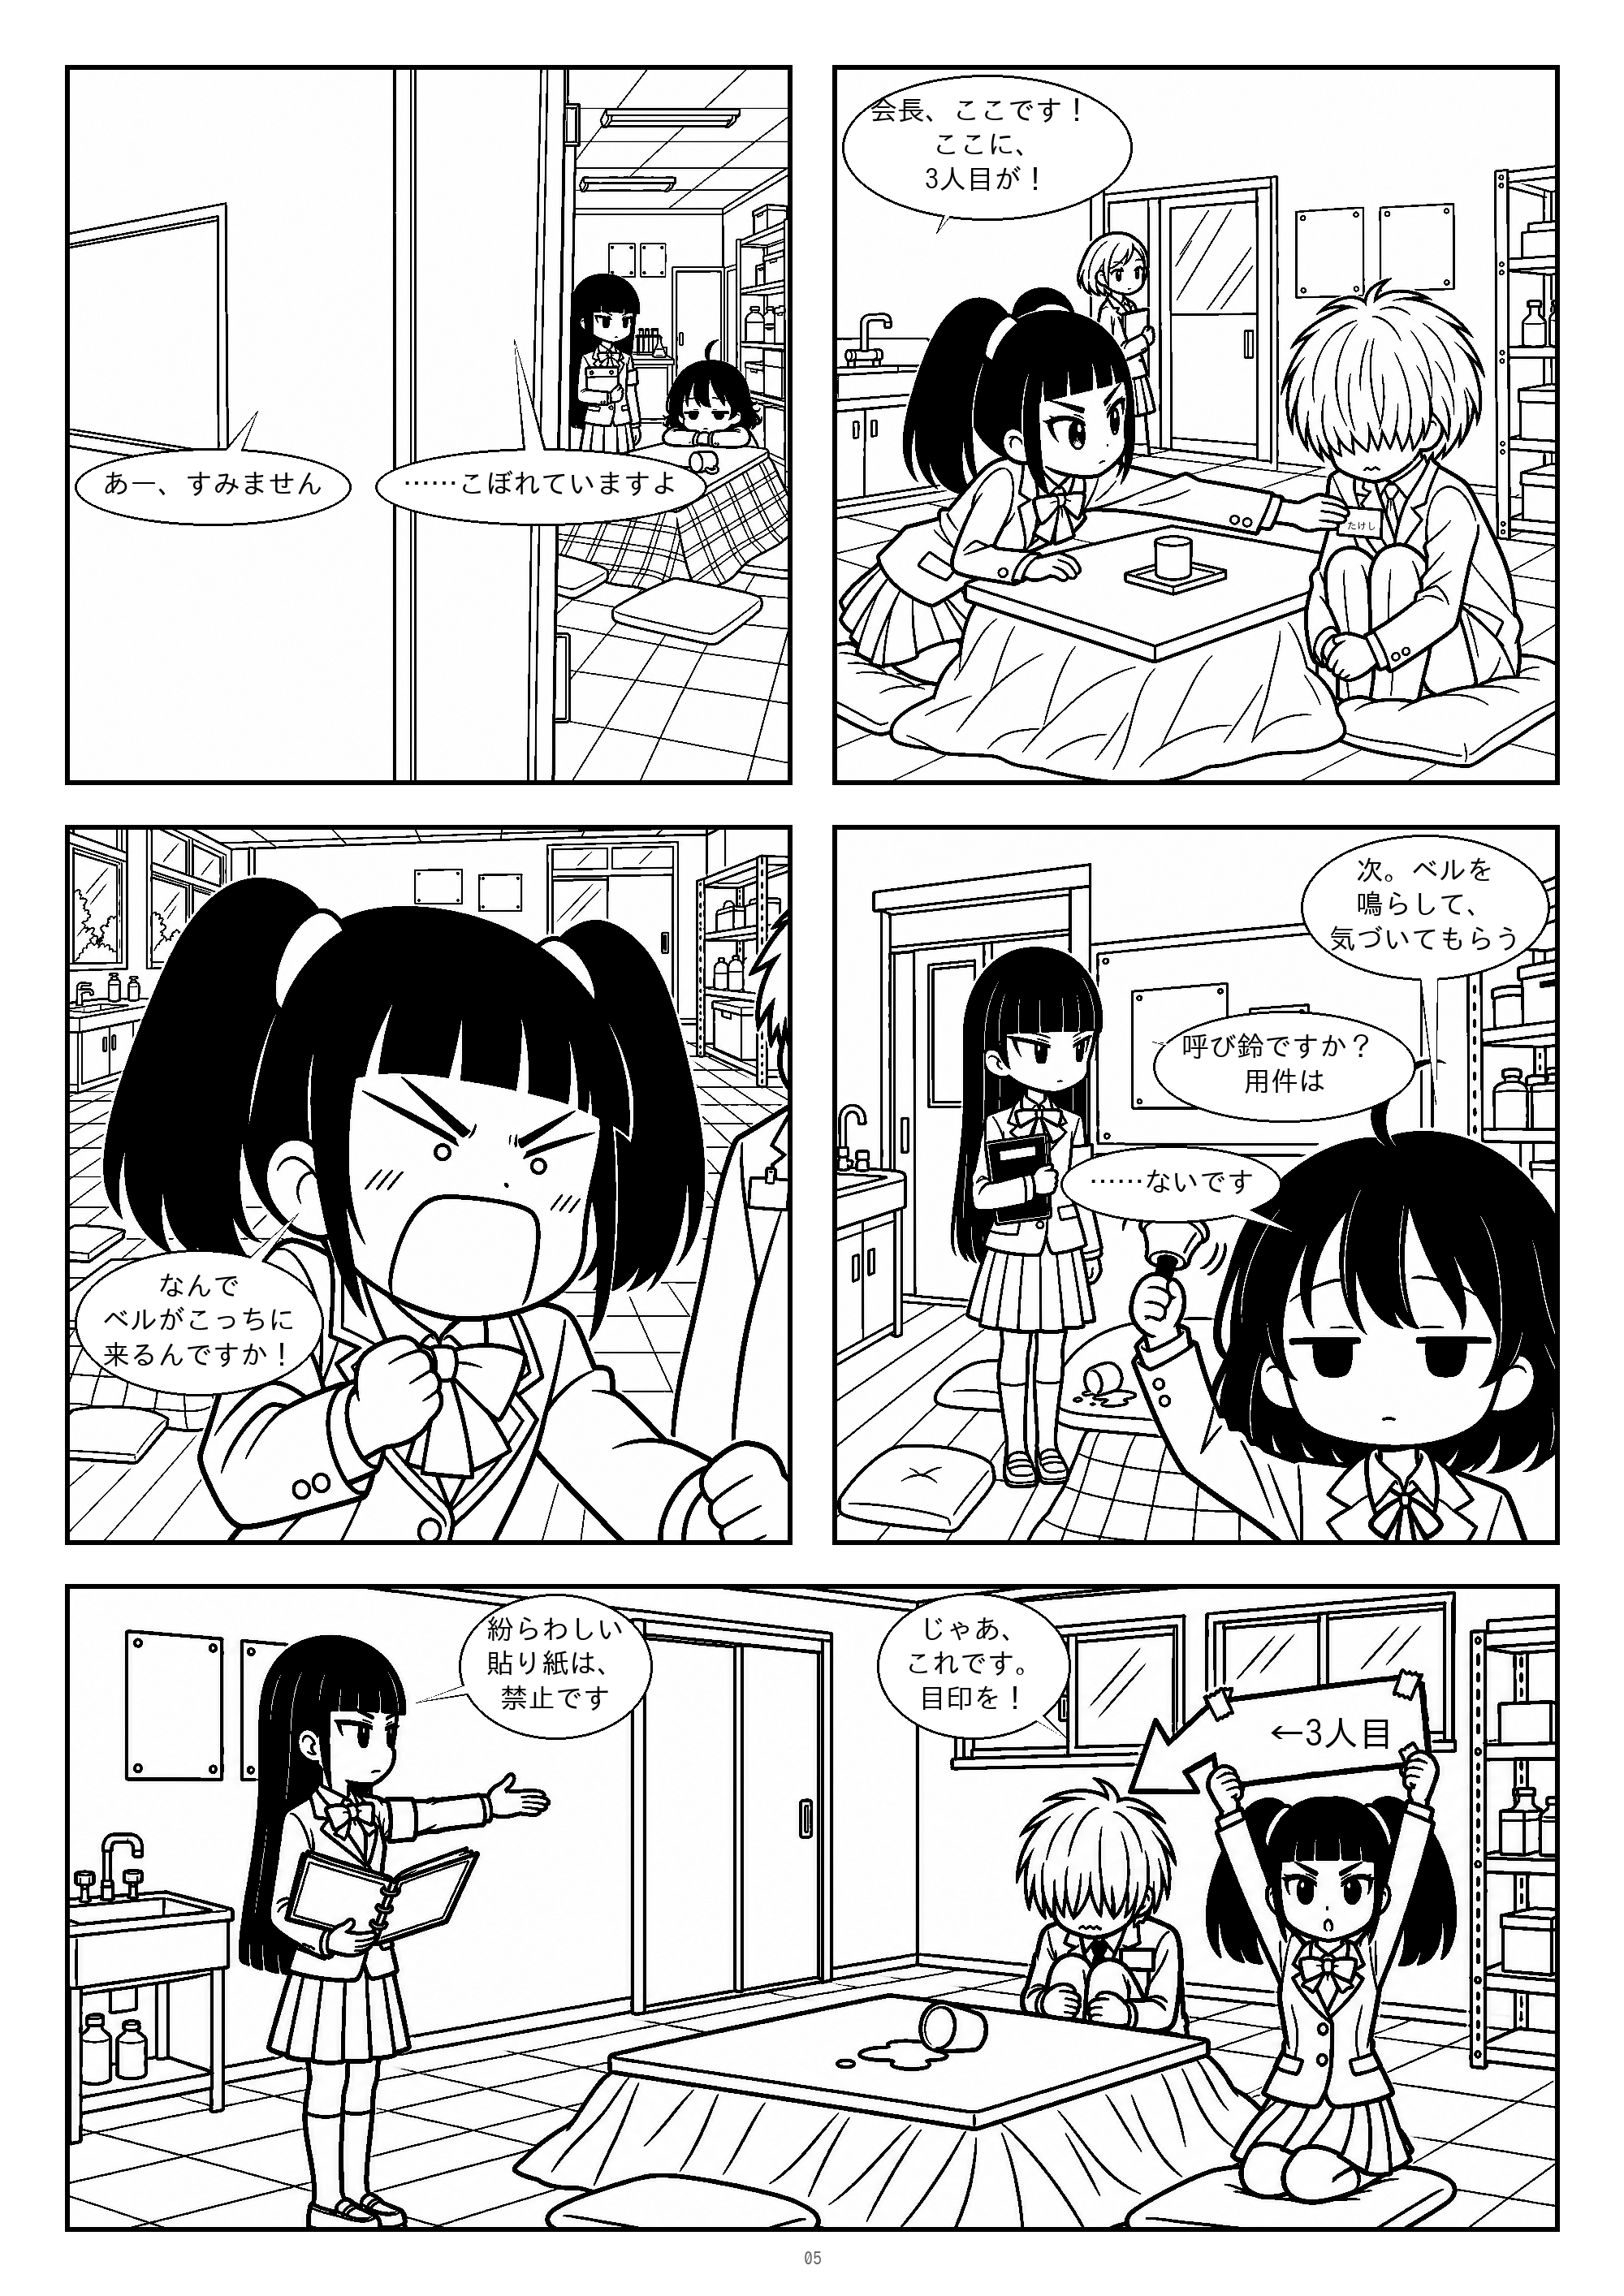 会長、ここです！
ここに、
3人目が！
たけし
……こぼれていますよ
あー、すみません
次。ベルを
鳴らして、
気づいてもらう
呼び鈴ですか？
用件は
……ないです
なんで
ベルがこっちに
来るんですか！
じゃあ、
これです。
目印を！
←3人目
紛らわしい
貼り紙は、
禁止です
05